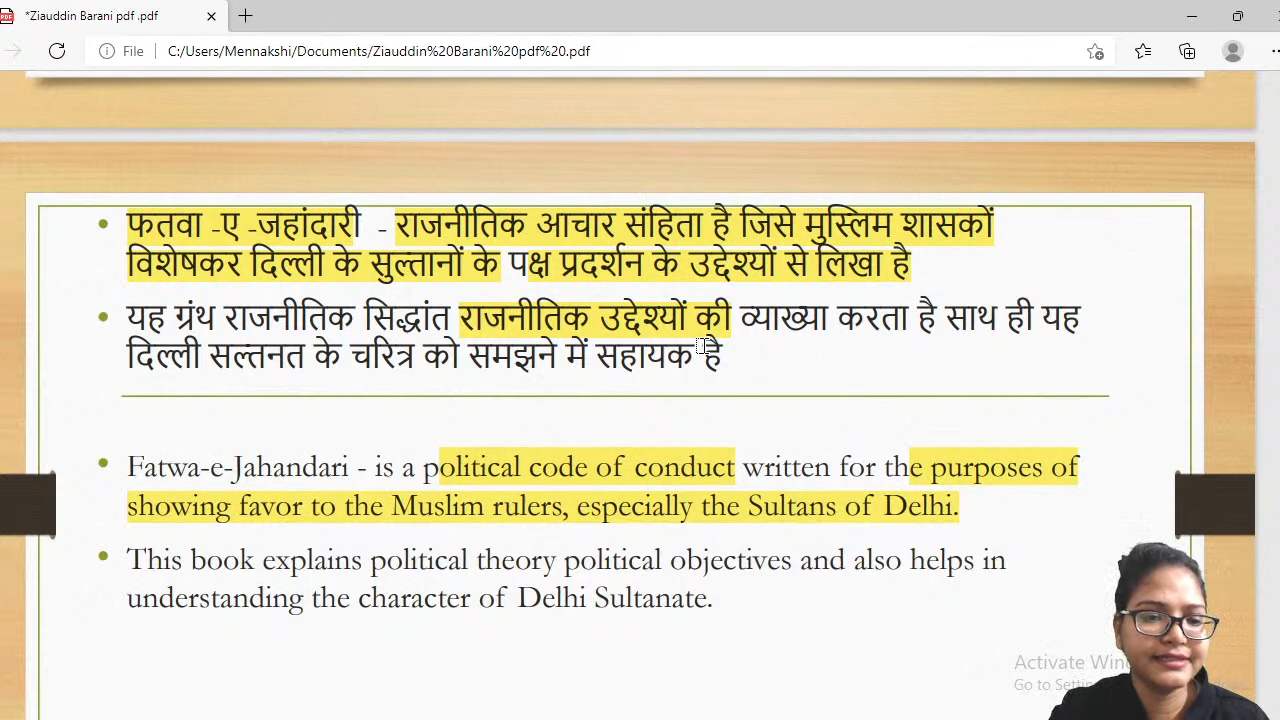 *Ziauddin Barani pdf .pdf
File
C:/Users/Mennakshi/Documents/Ziauddin%20Barani%20pdf%20.pdf
• फतवा -ए -जहांदारी - राजनीतिक आचार संहिता है जिसे मुस्लिम शासकों
विशेषकर दिल्ली के सुल्तानों के पक्ष प्रदर्शन के उद्देश्यों से लिखा है
• यह ग्रंथ राजनीतिक सिद्धांत राजनीतिक उद्देश्यों की व्याख्या करता है साथ ही यह
दिल्ली सल्तनत के चरित्र को समझने में सहायक है
• Fatwa-e-Jahandari - is a political code of conduct written for the purposes of
showing favor to the Muslim rulers, especially the Sultans of Delhi.
• This book explains political theory political objectives and also helps in
understanding the character of Delhi Sultanate.
Activate
Go to